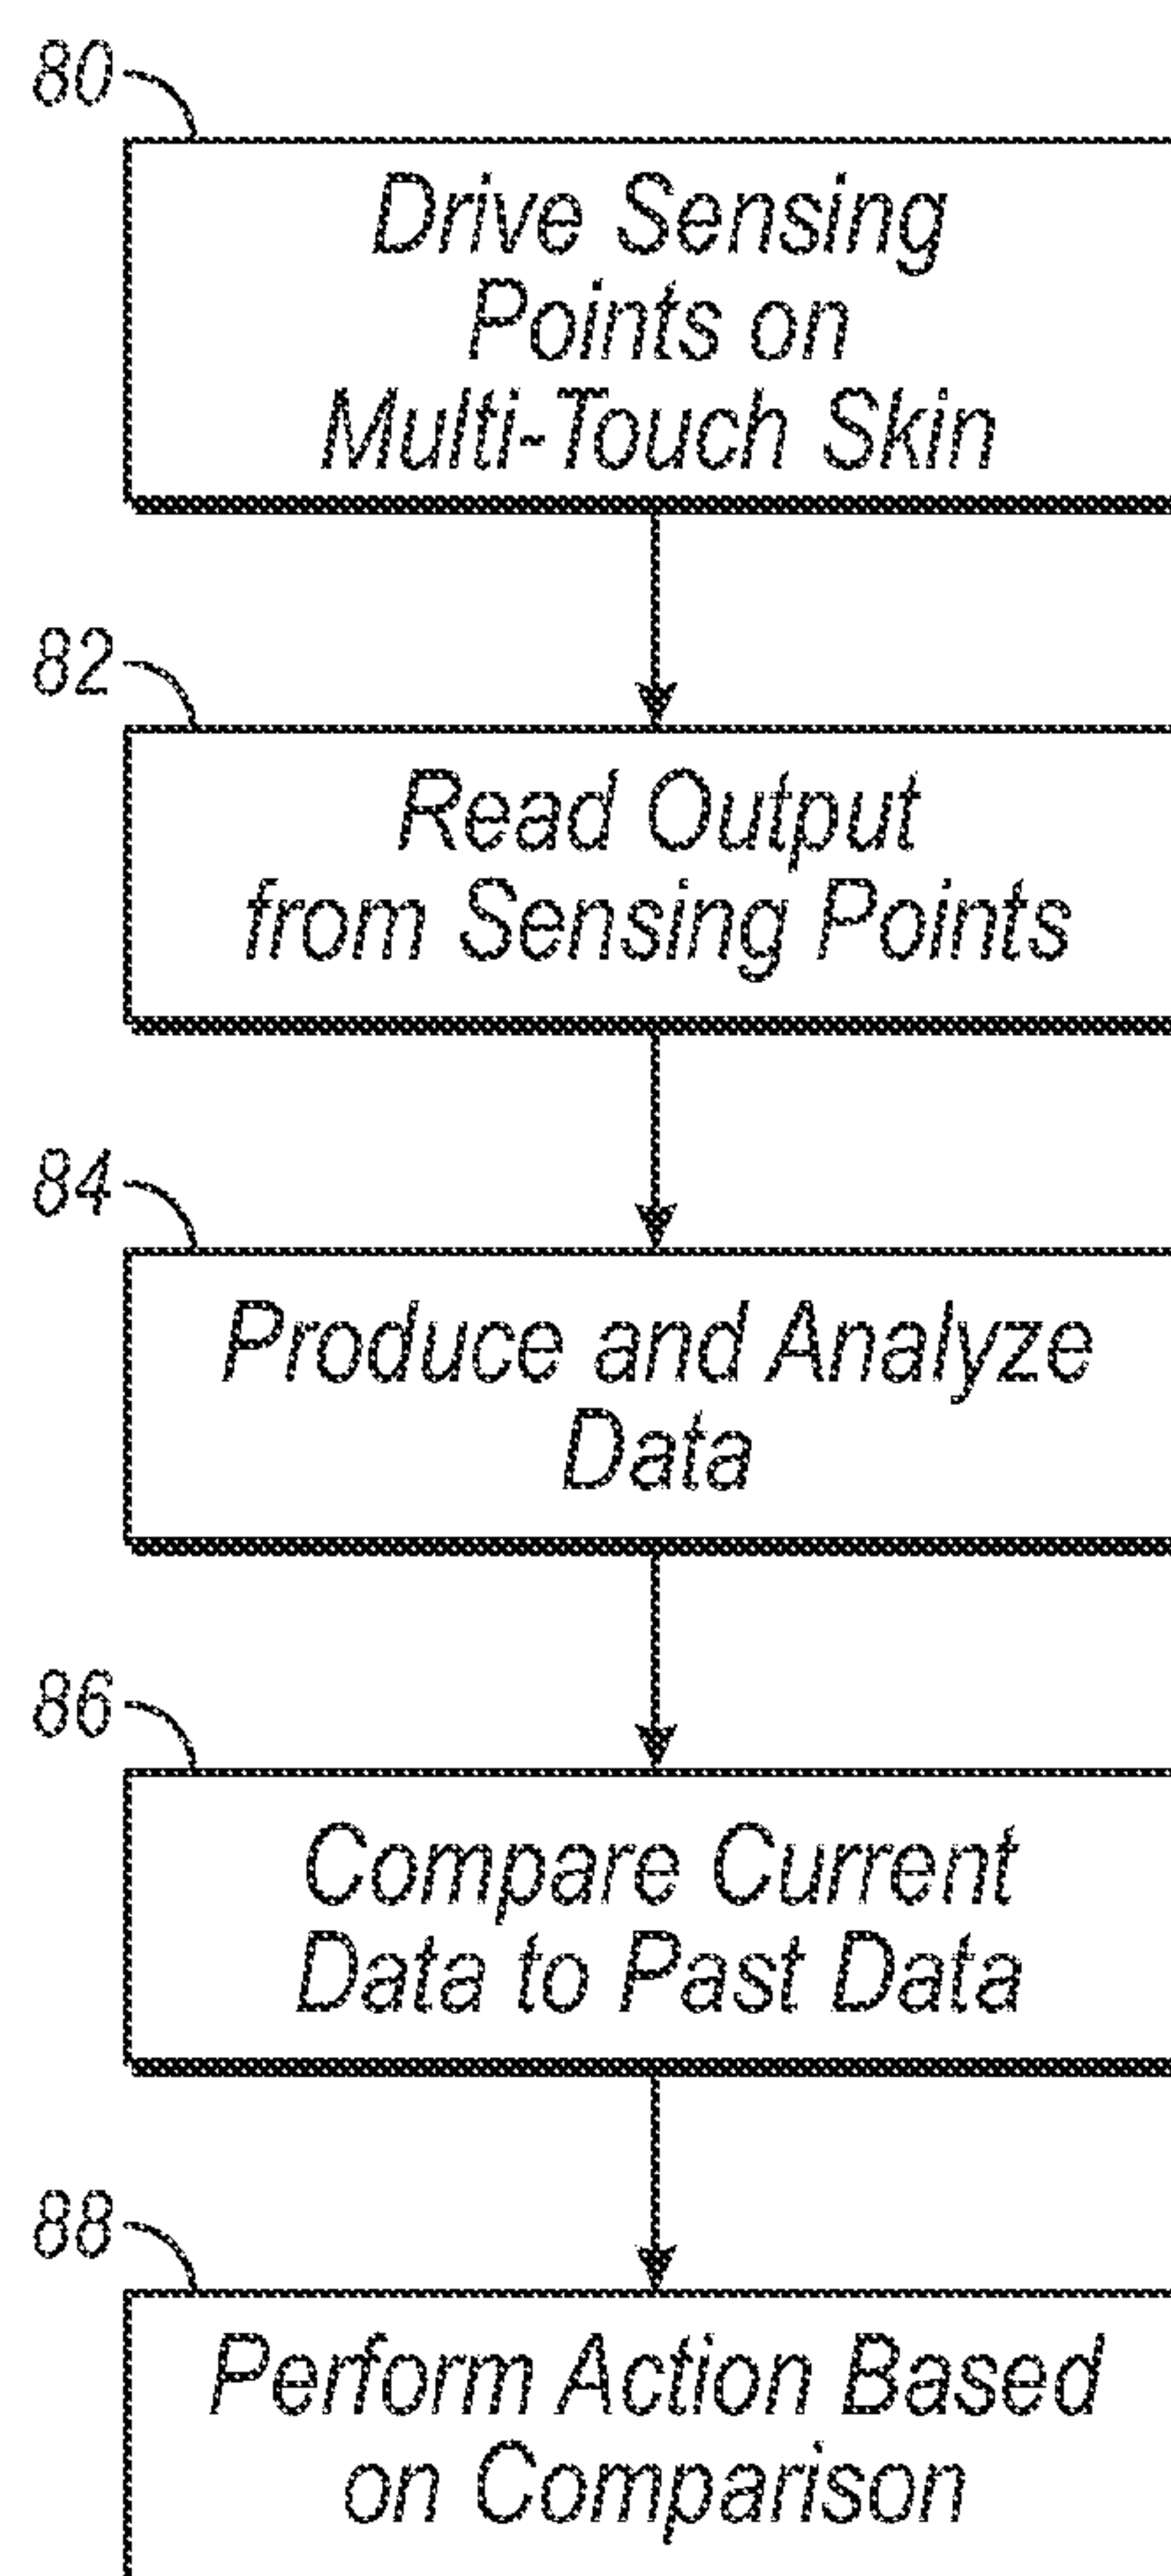 80
Drive Sensing
Points on
Multi-Touch Skin
82
Read Output
from Sensing Points
84
Produce and Analyze
Data
86
Compare Current
Data to Past Data
88
Perform Action Based
on Comparison